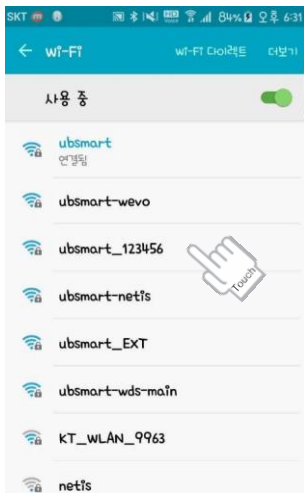 SKT 84% 오후 6:31
← WI-FI WI-FI 다이렉트 더보기
사용 중
ubsmart
연결됨
ubsmart-wevo
ubsmart_123456
Touch
ubsmart-netis
ubsmart_EXT
ubsmart-wds-main
KT_WLAN_9963
netis